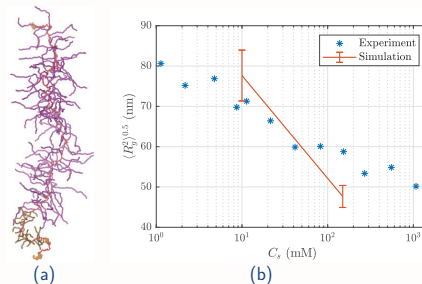 90
80
70
60
50
40
⟨R_g^2⟩^0.5 (nm)
Experiment
Simulation
10^0
10^1
10^2
10^3
C_s (mM)
(a)
(b)